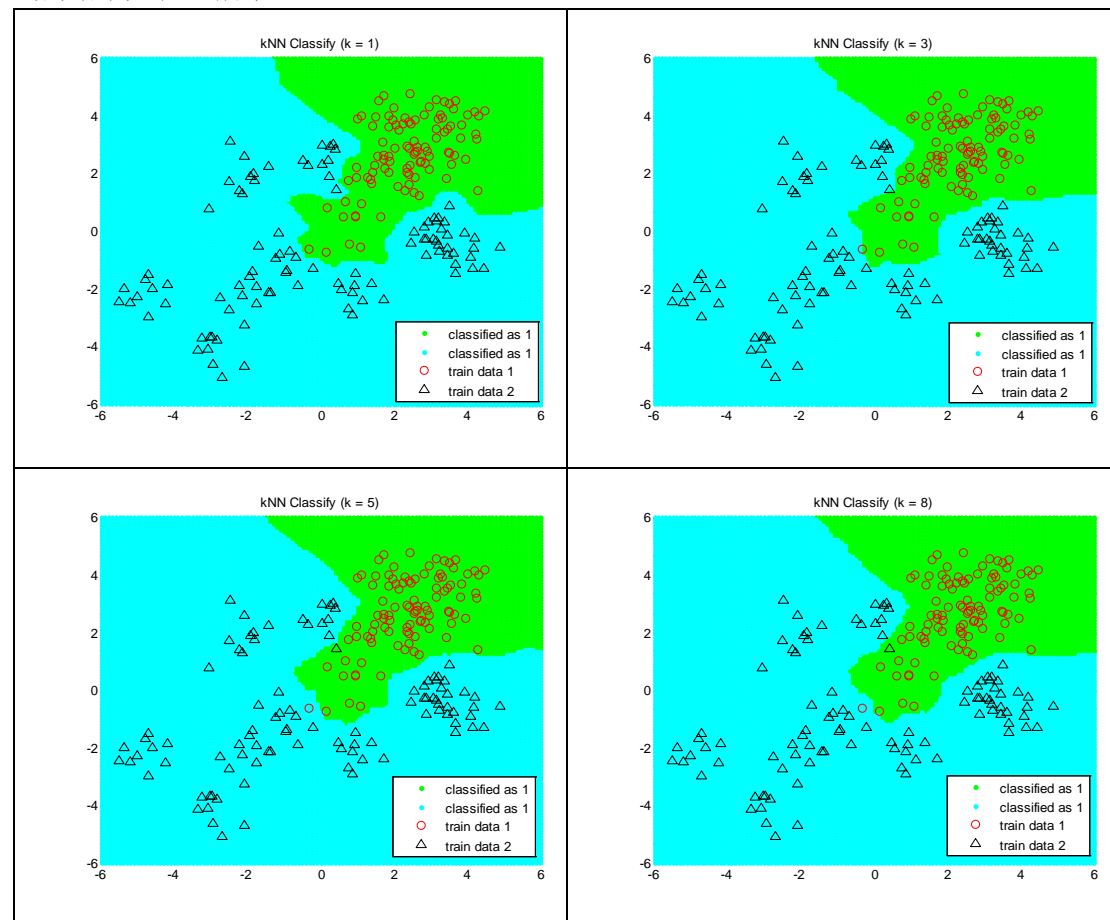 kNN Classify (k = 1)
6
4
2
0
-2
-4
-6
-6 -4 -2 0 2 4 6
classified as 1
classified as 1
train data 1
train data 2
kNN Classify (k = 3)
6
4
2
0
-2
-4
-6
-6 -4 -2 0 2 4 6
classified as 1
classified as 1
train data 1
train data 2
kNN Classify (k = 5)
6
4
2
0
-2
-4
-6
-6 -4 -2 0 2 4 6
classified as 1
classified as 1
train data 1
train data 2
kNN Classify (k = 8)
6
4
2
0
-2
-4
-6
-6 -4 -2 0 2 4 6
classified as 1
classified as 1
train data 1
train data 2